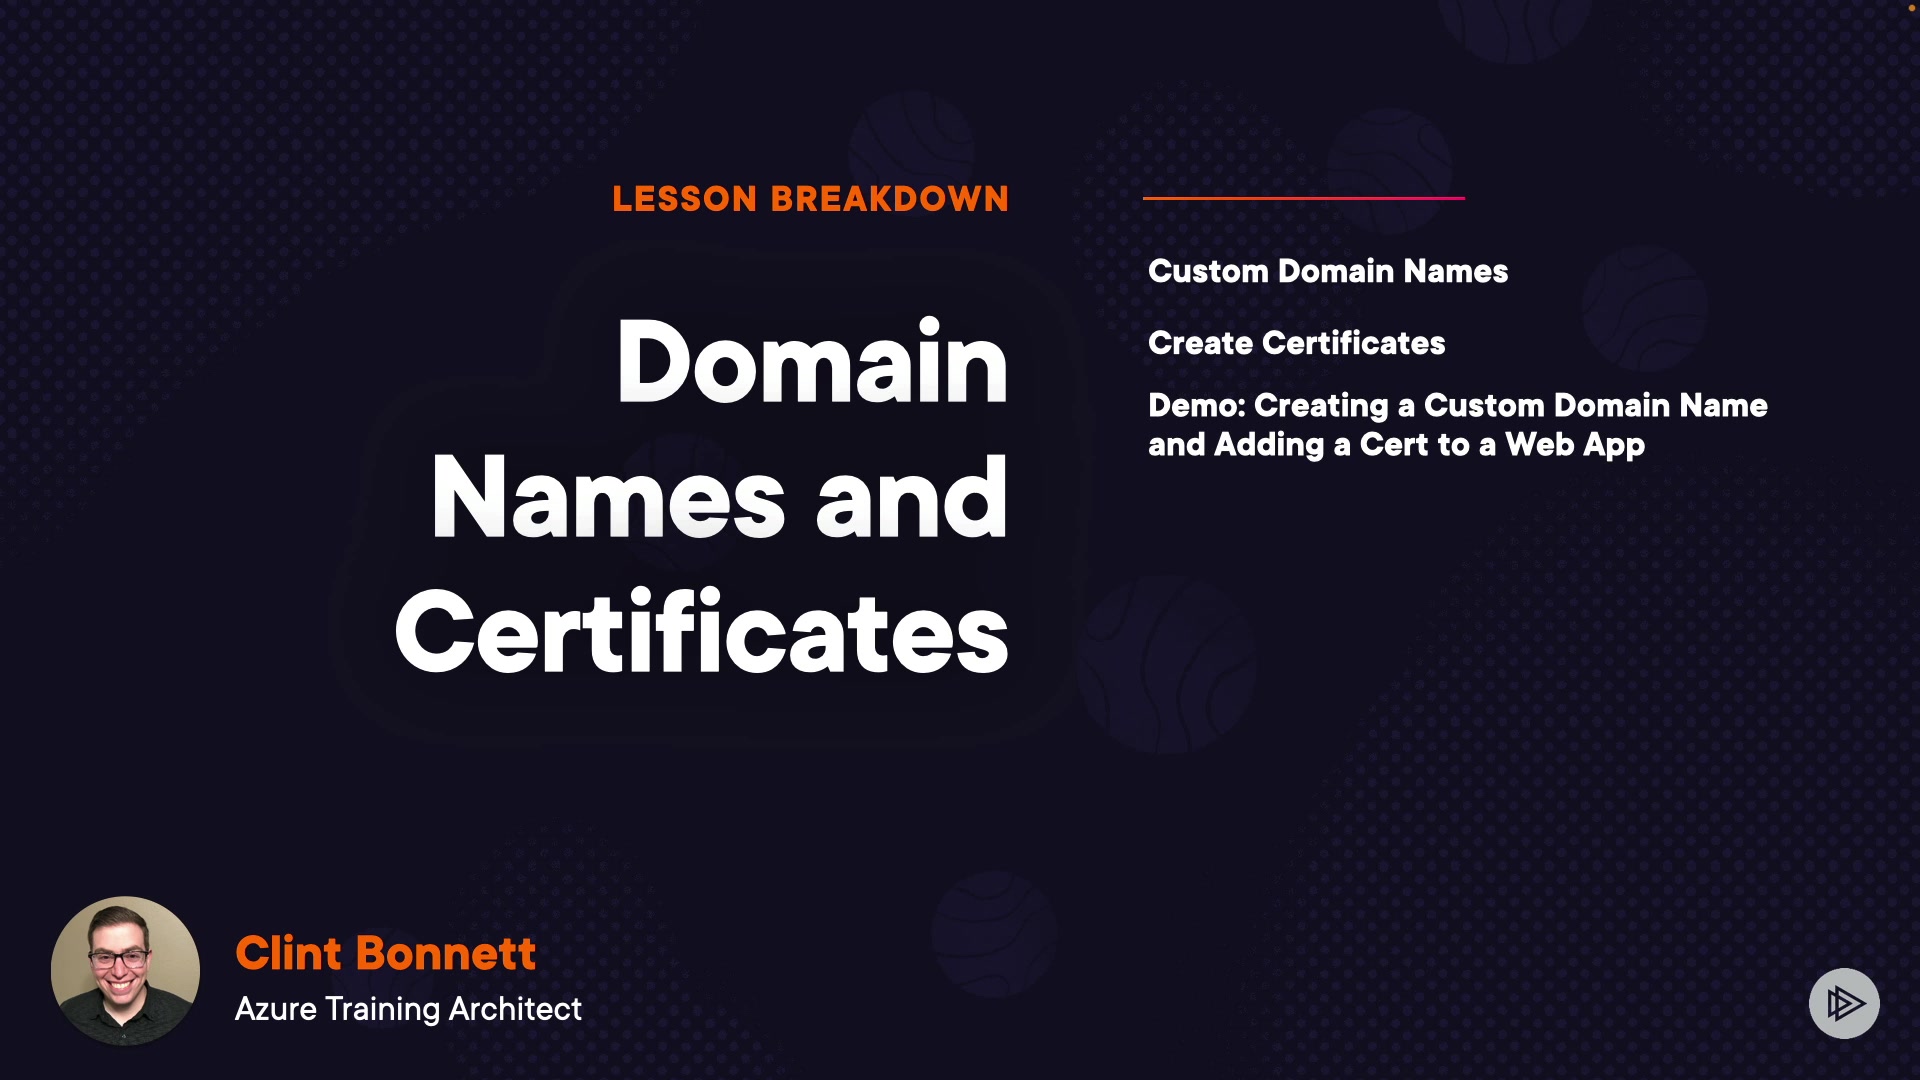 LESSON BREAKDOWN
Domain
Names and
Certificates
Custom Domain Names
Create Certificates
Demo: Creating a Custom Domain Name
and Adding a Cert to a Web App
Clint Bonnett
Azure Training Architect